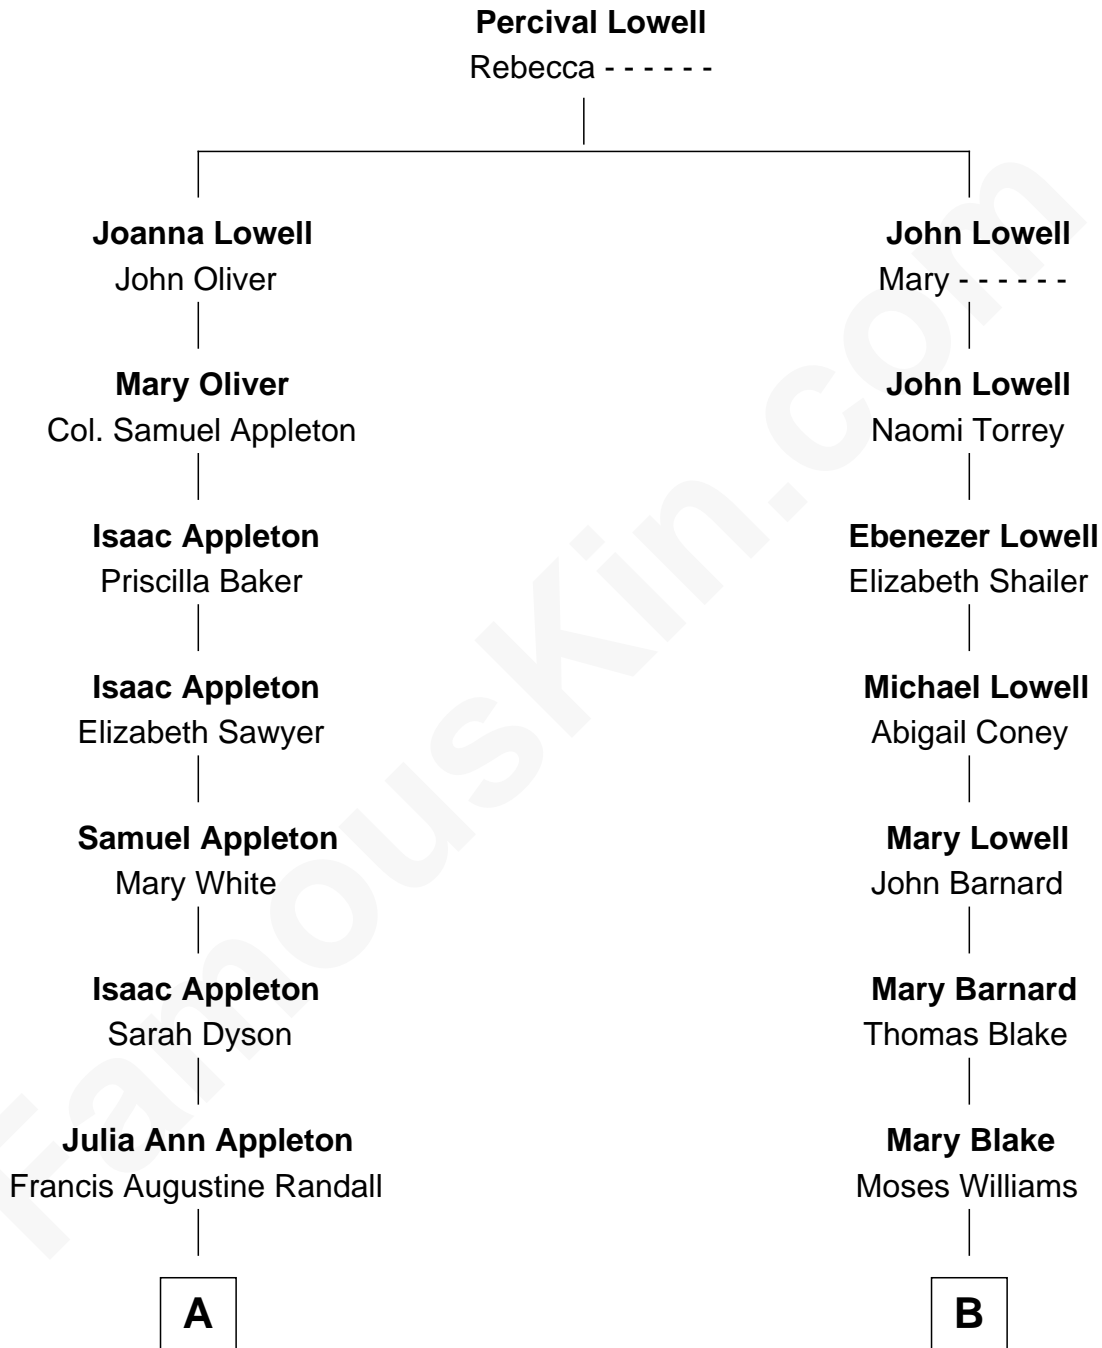 Percival Lowell
Rebecca - - - - - -
Joanna Lowell
John Oliver
John Lowell
Mary - - - - - -
Mary Oliver
Col. Samuel Appleton
John Lowell
Naomi Torrey
Isaac Appleton
Priscilla Baker
Ebenezer Lowell
Elizabeth Shailer
Isaac Appleton
Elizabeth Sawyer
Michael Lowell
Abigail Coney
Samuel Appleton
Mary White
Mary Lowell
John Barnard
Isaac Appleton
Sarah Dyson
Mary Barnard
Thomas Blake
Julia Ann Appleton
Francis Augustine Randall
Mary Blake
Moses Williams
A
B
FamousKin.com